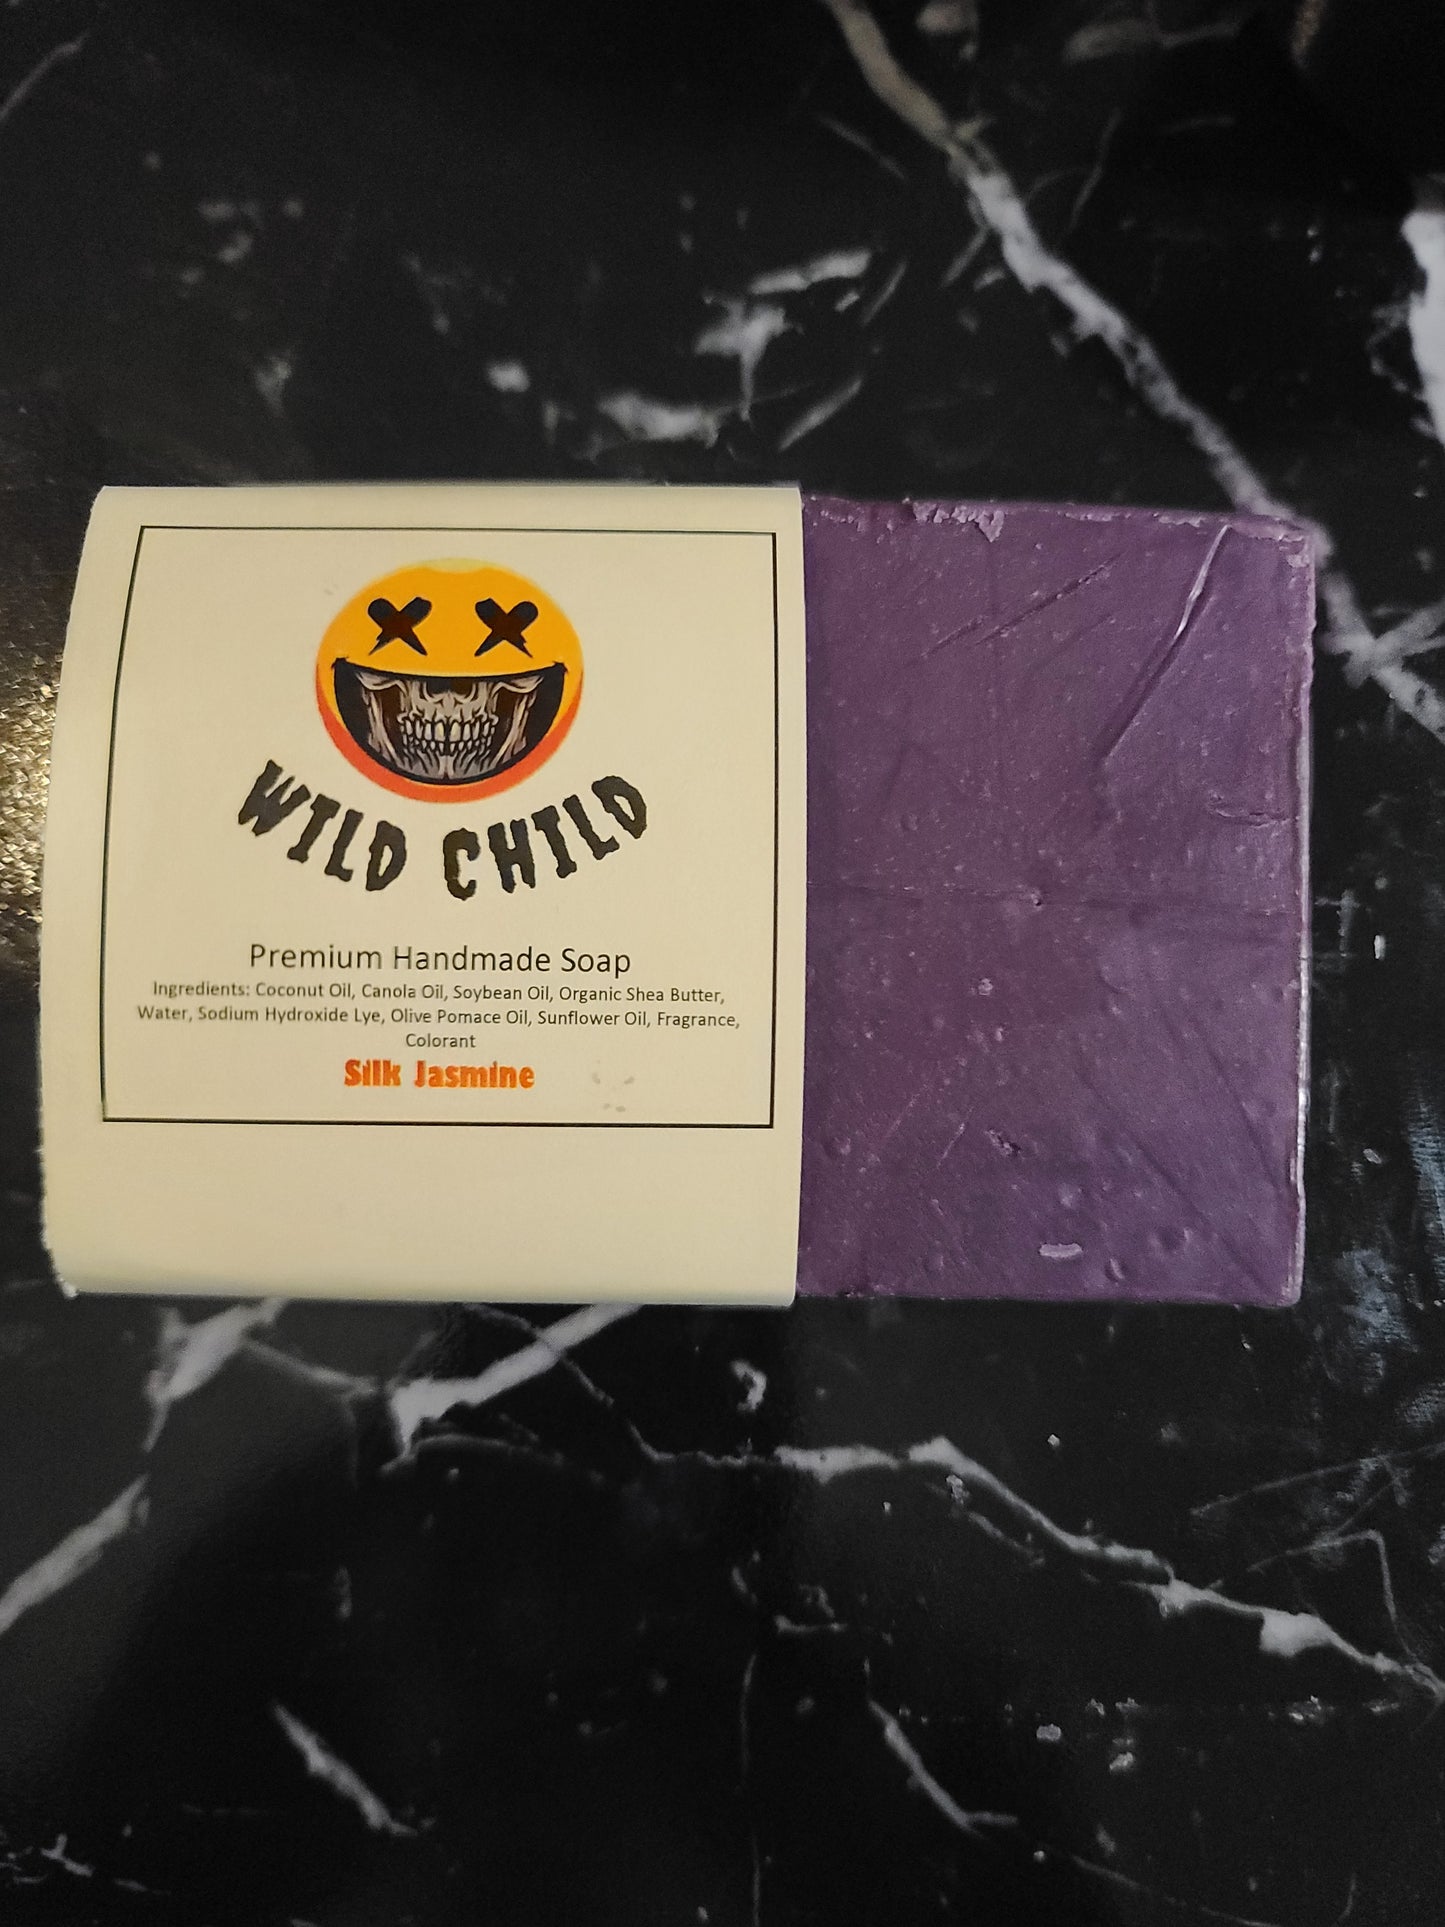 WILD CHILD
Premium Handmade Soap
Ingredients: Coconut Oil, Canola Oil, Soybean Oil, Organic Shea Butter,
Water, Sodium Hydroxide Lye, Olive Pomace Oil, Sunflower Oil, Fragrance,
Colorant
Silk Jasmine